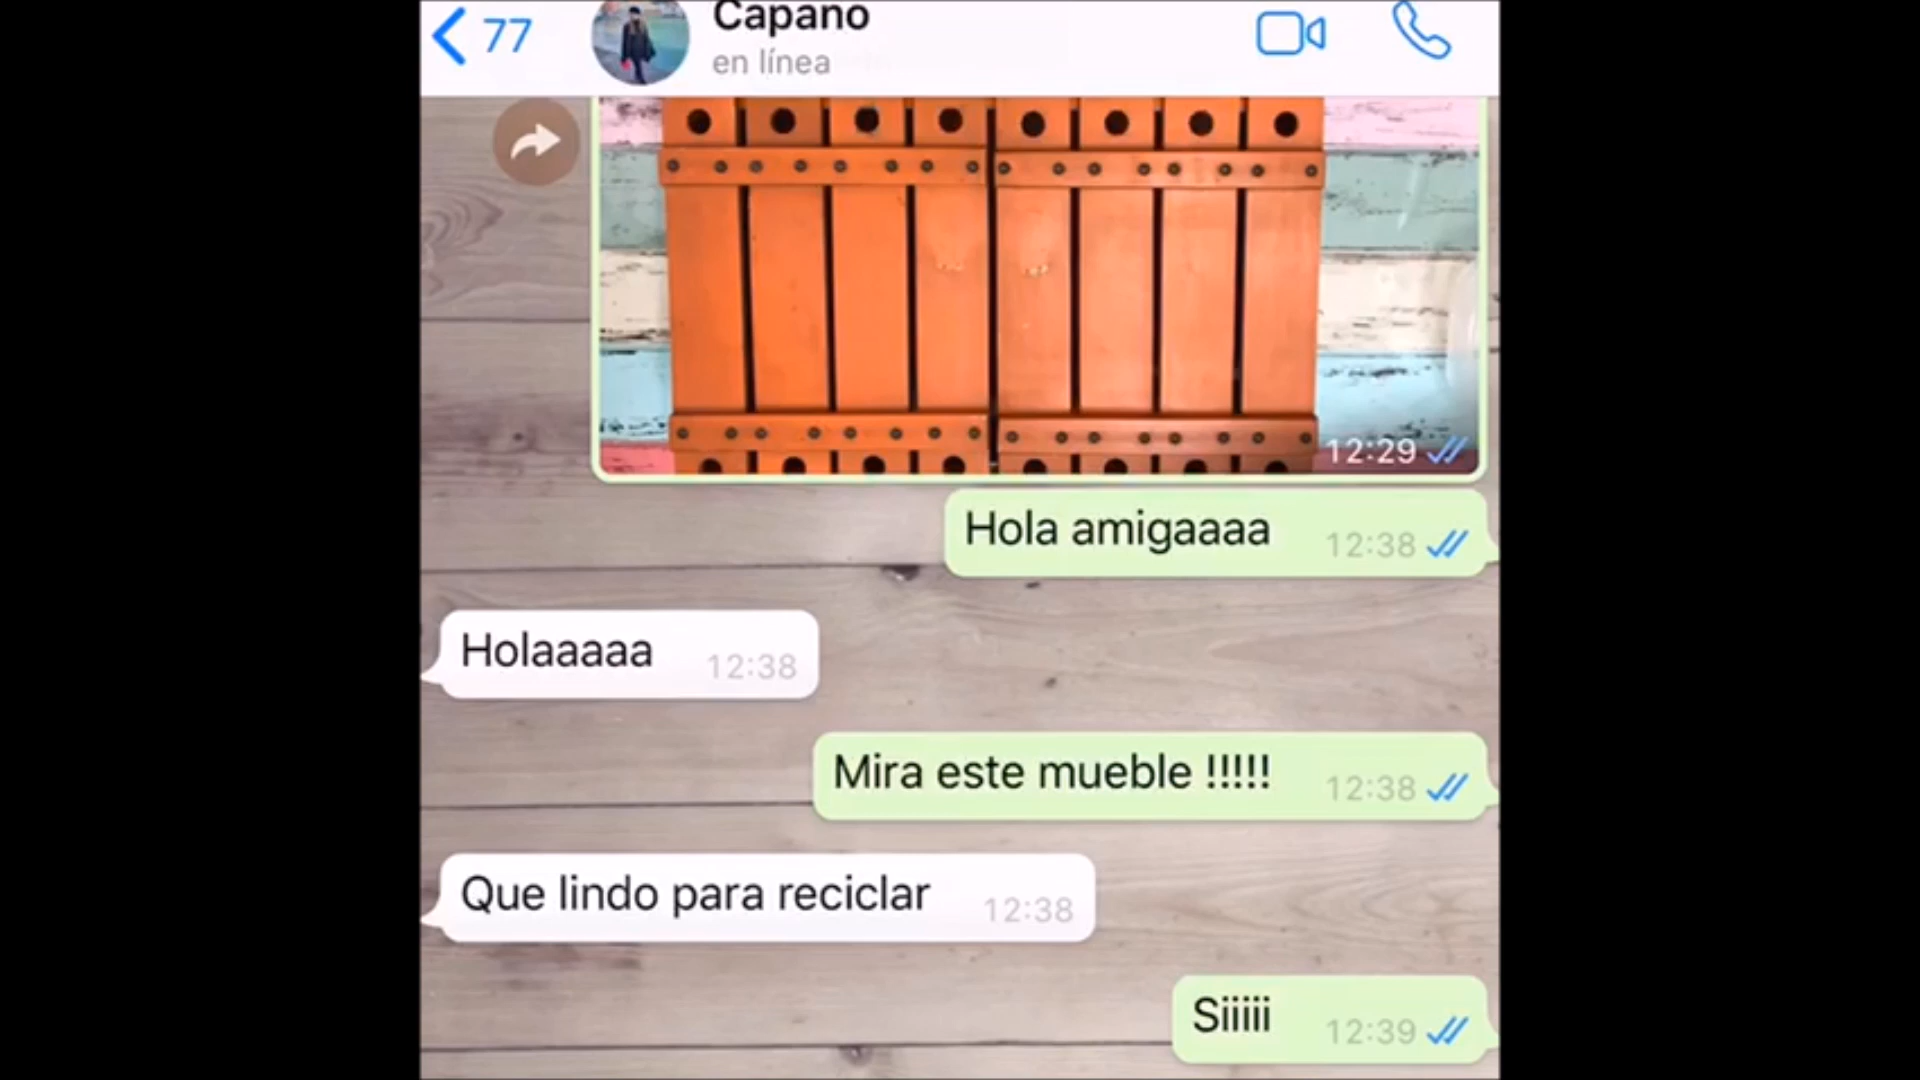 77
Capano
en línea
12:29
Hola amigaaaa 12:38
Holaaaaa 12:38
Mira este mueble !!!!! 12:38
Que lindo para reciclar 12:38
Siiiii 12:39